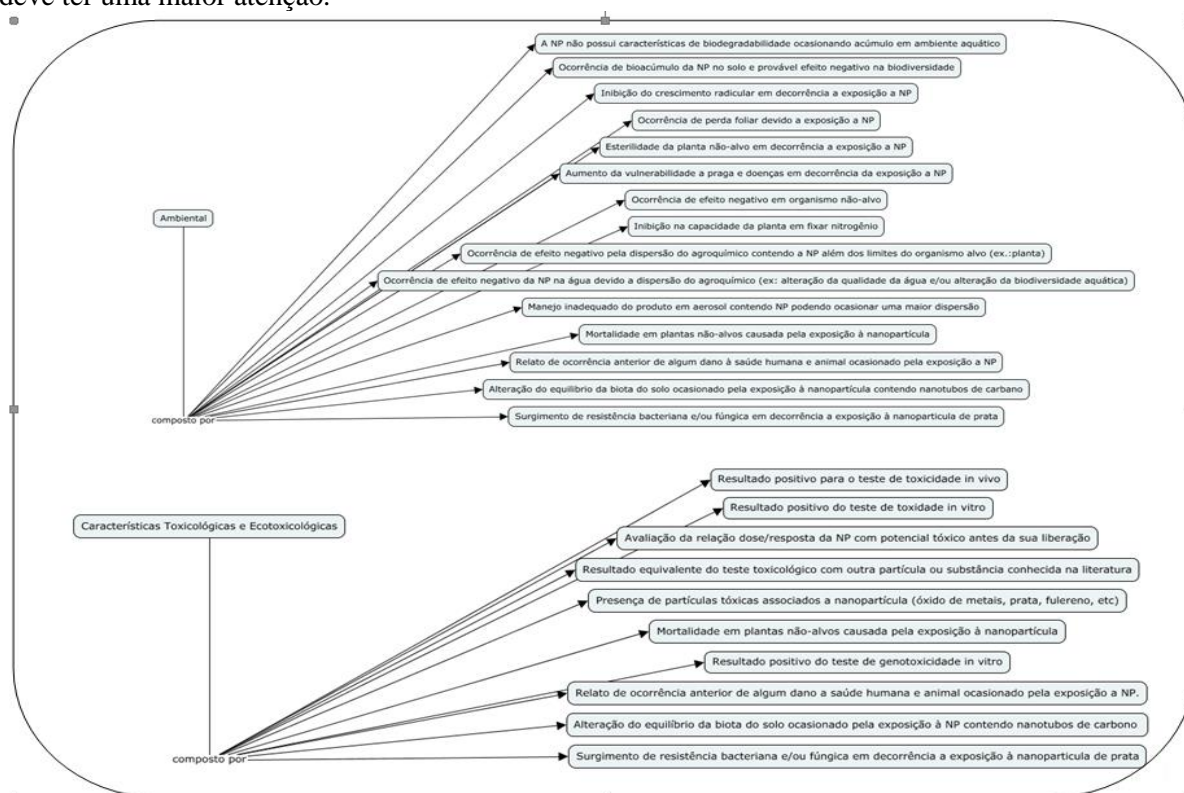 deve ter uma maior atenção.
A NP não possui características de biodegradabilidade ocasionando acúmulo em ambiente aquático
Ocorrência de bioacúmulo da NP no solo e provável efeito negativo na biodiversidade
Inibição do crescimento radicular em decorrência a exposição a NP
Ocorrência de perda foliar devido a exposição a NP
Esterilidade da planta não-alvo em decorrência a exposição a NP
Aumento da vulnerabilidade a praga e doenças em decorrência da exposição a NP
Ocorrência de efeito negativo em organismo não-alvo
Ambiental
Inibição na capacidade da planta em fixar nitrogênio
Ocorrência de efeito negativo pela dispersão do agroquímico contendo a NP além dos limites do organismo alvo (ex.:planta)
Ocorrência de efeito negativo da NP na água devido a dispersão do agroquímico (ex: alteração da qualidade da água e/ou alteração da biodiversidade aquática)
Manejo inadequado do produto em aerosol contendo NP podendo ocasionar uma maior dispersão
Mortalidade em plantas não-alvos causada pela exposição à nanopartícula
Relato de ocorrência anterior de algum dano à saúde humana e animal ocasionado pela exposição a NP
Alteração do equilibrio da biota do solo ocasionado pela exposição à nanopartícula contendo nanotubos de carbano
Surgimento de resistência bacteriana e/ou fúngica em decorrência a exposição à nanoparticula de prata
composto por
Resultado positivo para o teste de toxicidade in vivo
Resultado positivo do teste de toxidade in vitro
Características Toxicológicas e Ecotoxicológicas
Avaliação da relação dose/resposta da NP com potencial tóxico antes da sua liberação
Resultado equivalente do teste toxicológico com outra partícula ou substância conhecida na literatura
Presença de partículas tóxicas associados a nanopartícula (óxido de metais, prata, fulereno, etc)
Mortalidade em plantas não-alvos causada pela exposição à nanopartícula
Resultado positivo do teste de genotoxicidade in vitro
Relato de ocorrência anterior de algum dano a saúde humana e animal ocasionado pela exposição a NP.
Alteração do equilíbrio da biota do solo ocasionado pela exposição à NP contendo nanotubos de carbono
Surgimento de resistência bacteriana e/ou fúngica em decorrência a exposição à nanoparticula de prata
composto por